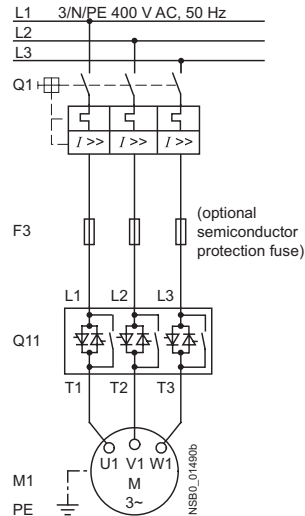 L1 3/N/PE 400 V AC, 50 Hz
L2
L3
Q1
I >> I >> I >>
F3
(optional
semiconductor
protection fuse)
L1 L2 L3
Q11
T1 T2 T3
U1 V1 W1
M
3~
M1
PE
NSB0_01490b